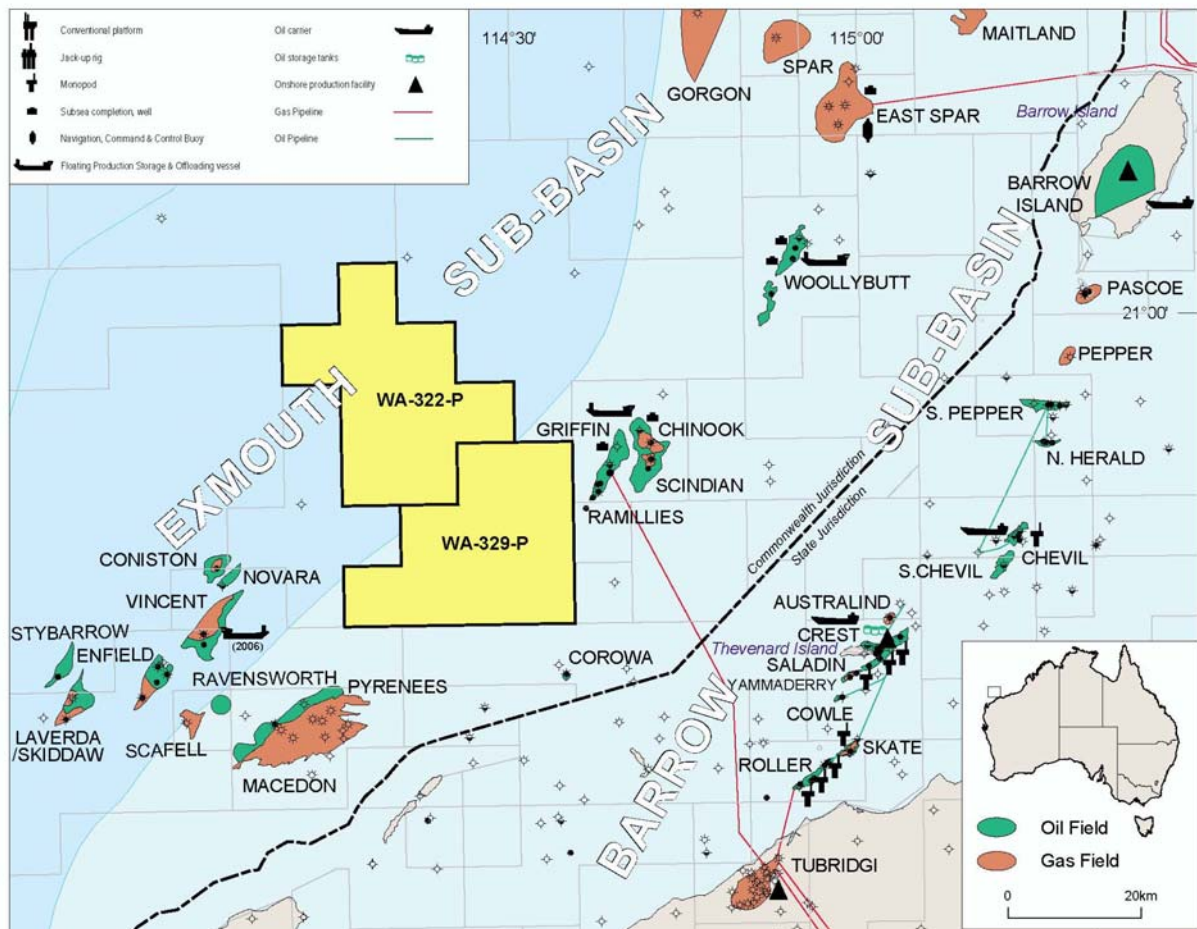 Conventional platform
Jack-up rig
Monopod
Subsea completion, well
Navigation, Command & Control Buoy
Floating Production Storage & Offloading vessel
Oil carrier
Oil storage tanks
Onshore production facility
Gas Pipeline
Oil Pipeline
114°30'
115°00'
MAITLAND
SPAR
GORGON
EAST SPAR
Barrow Island
BARROW
ISLAND
WOOLLYBUTT
PASCOE
21°00'
PEPPER
S. PEPPER
N. HERALD
EXMOUTH
SUB-BASIN
WA-322-P
WA-329-P
GRIFFIN
CHINOOK
SCINDIAN
RAMILLIES
BARROW
SUB-BASIN
Commonwealth Jurisdiction
State Jurisdiction
CHEVIL
S.CHEVIL
CONISTON
NOVARA
VINCENT
(2006)
STYBARROW
ENFIELD
RAVENSWORTH
PYRENEES
LAVERDA
/SKIDDAW
SCAFELL
MACEDON
COROWA
AUSTRALIND
CREST
Thevenard Island
SALADIN
YAMMADERRY
COWLE
SKATE
ROLLER
TUBRIDGI
Oil Field
Gas Field
0 20km